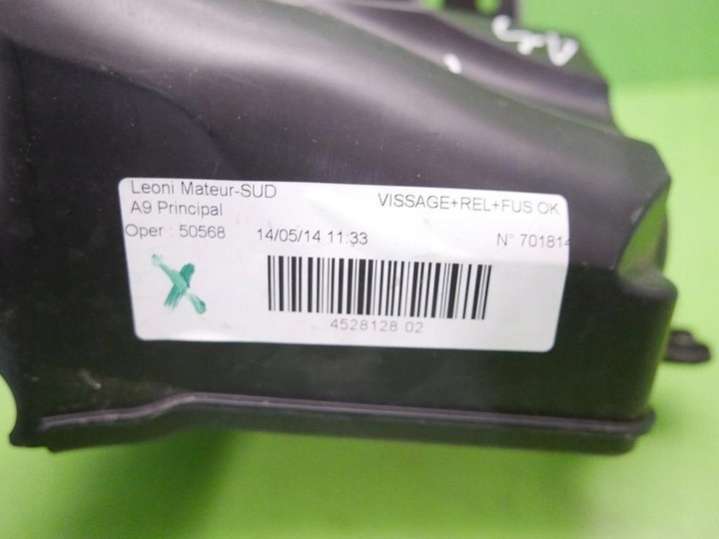 Leoni Mateur-SUD
VISSAGE+REL+FUS OK
A9 Principal
Oper : 50568 14/05/14 11:33 N° 701814
4528128 02